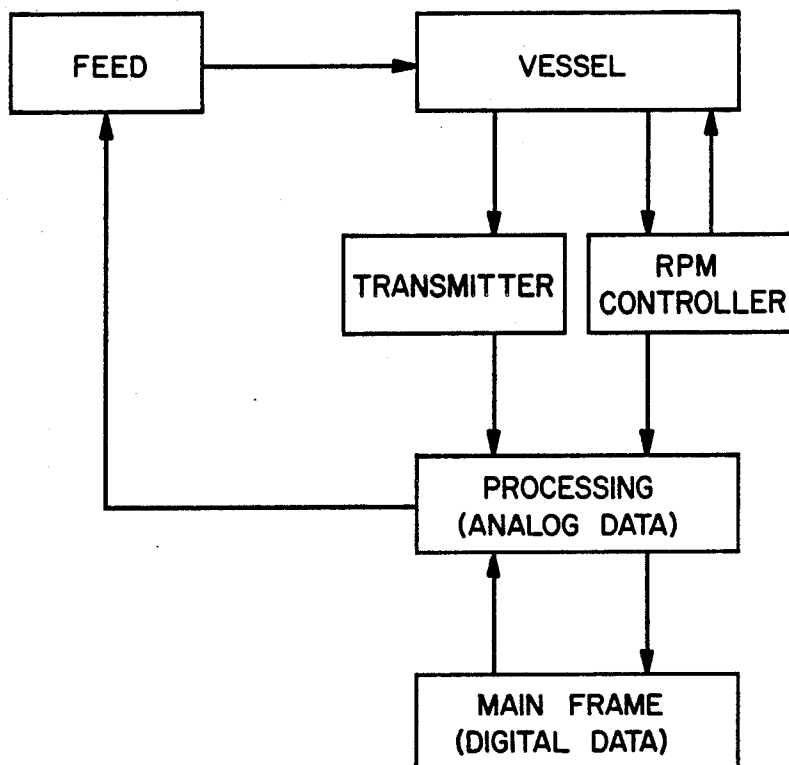 FEED
VESSEL
TRANSMITTER
RPM
CONTROLLER
PROCESSING
(ANALOG DATA)
MAIN FRAME
(DIGITAL DATA)